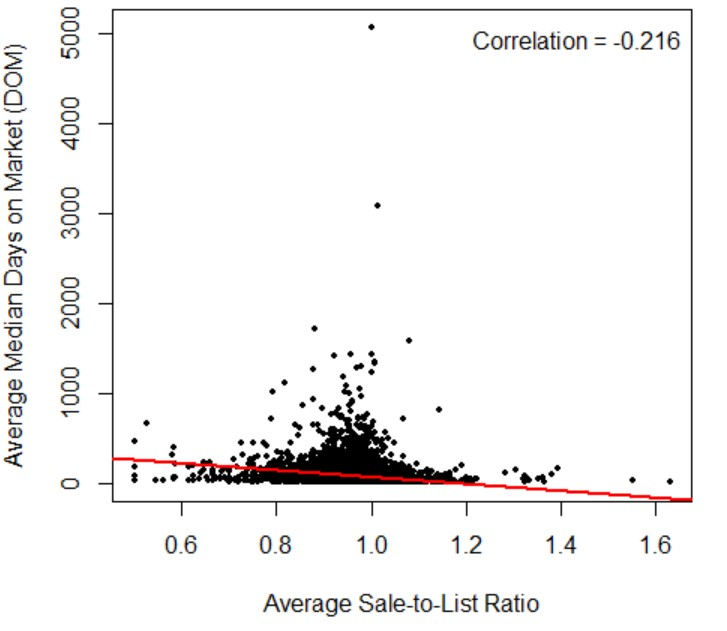 Correlation = -0.216
Average Median Days on Market (DOM)
5000
4000
3000
2000
1000
0
0.6 0.8 1.0 1.2 1.4 1.6
Average Sale-to-List Ratio